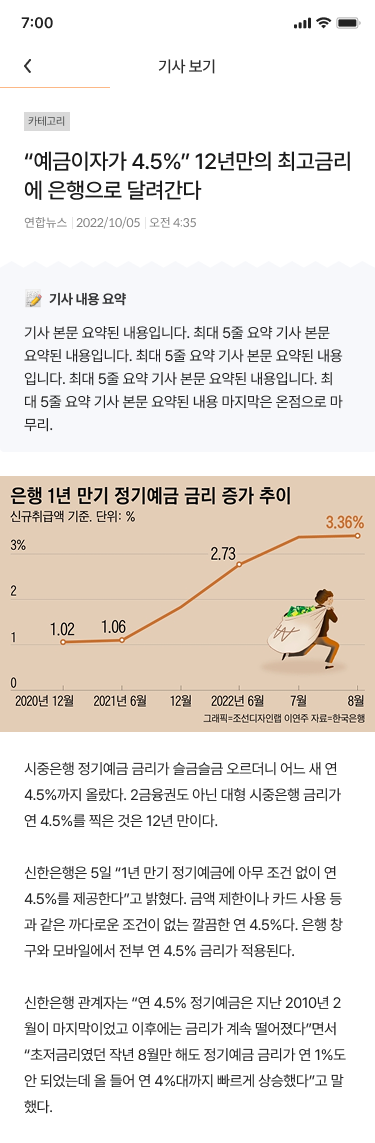 7:00
기사 보기
카테고리
“예금이자가 4.5%” 12년만의 최고금리
에 은행으로 달려간다
연합뉴스 | 2022/10/05 | 오전 4:35
기사 내용 요약
기사 본문 요약된 내용입니다. 최대 5줄 요약 기사 본문
요약된 내용입니다. 최대 5줄 요약 기사 본문 요약된 내용
입니다. 최대 5줄 요약 기사 본문 요약된 내용입니다. 최
대 5줄 요약 기사 본문 요약된 내용 마지막은 온점으로 마
무리.
은행 1년 만기 정기예금 금리 증가 추이
신규취급액 기준. 단위: %
3.36%
3%
2.73
2
1.02
1.06
1
0
2020년 12월 2021년 6월 12월 2022년 6월 7월 8월
그래픽=조선디자인랩 이연주 자료=한국은행
시중은행 정기예금 금리가 슬금슬금 오르더니 어느 새 연
4.5%까지 올랐다. 2금융권도 아닌 대형 시중은행 금리가
연 4.5%를 찍은 것은 12년 만이다.
신한은행은 5일 “1년 만기 정기예금에 아무 조건 없이 연
4.5%를 제공한다”고 밝혔다. 금액 제한이나 카드 사용 등
과 같은 까다로운 조건이 없는 깔끔한 연 4.5%다. 은행 창
구와 모바일에서 전부 연 4.5% 금리가 적용된다.
신한은행 관계자는 “연 4.5% 정기예금은 지난 2010년 2
월이 마지막이었고 이후에는 금리가 계속 떨어졌다”면서
“초저금리였던 작년 8월만 해도 정기예금 금리가 연 1%도
안 되었는데 올 들어 연 4%대까지 빠르게 상승했다”고 말
했다.